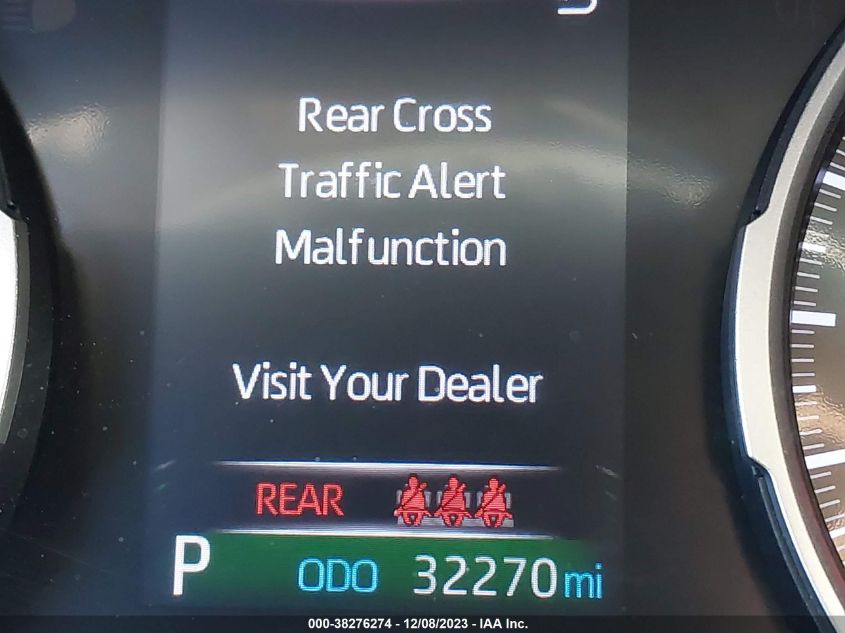 Rear Cross
Traffic Alert
Malfunction
Visit Your Dealer
REAR
P ODO 32270 mi
000-38276274 - 12/08/2023 - IAA Inc.